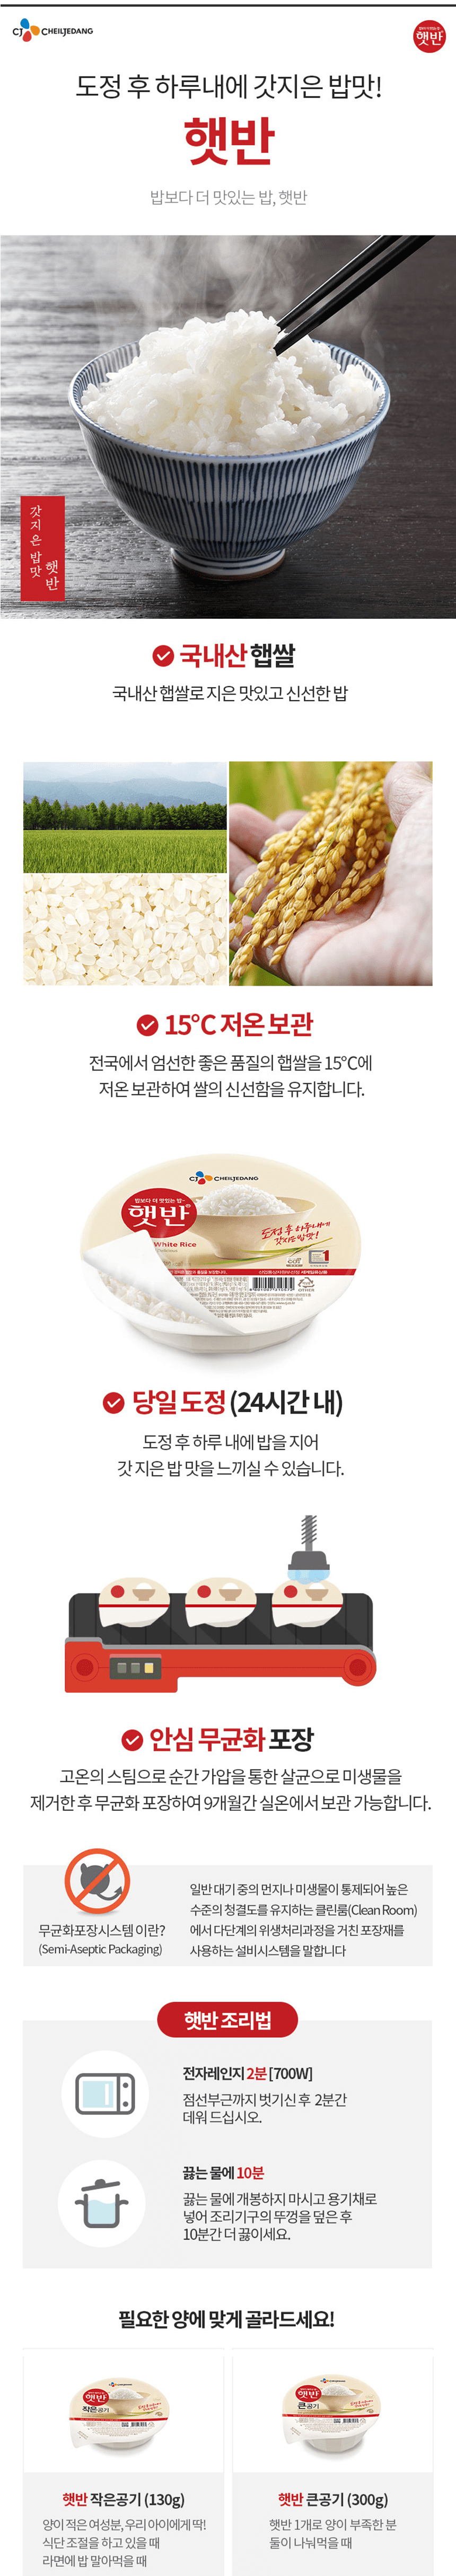 CJ CHEILJEDANG
햇반
도정 후 하루내에 갓지은 밥맛!
햇반
밥보다 더 맛있는 밥, 햇반
갓지은 밥맛
햇반
국내산 햅쌀
국내산 햅쌀로 지은 맛있고 신선한 밥
15°C 저온 보관
전국에서 엄선한 좋은 품질의 햅쌀을 15°C에
저온 보관하여 쌀의 신선함을 유지합니다.
CJ CHEILJEDANG
밥보다 더 맛있는 밥~
햇반
White Rice
도정 후 하루내에
갓지은 밥맛!
당일 도정 (24시간 내)
도정 후 하루 내에 밥을 지어
갓 지은 밥 맛을 느끼실 수 있습니다.
안심 무균화 포장
고온의 스팀으로 순간 가압을 통한 살균으로 미생물을
제거한 후 무균화 포장하여 9개월간 실온에서 보관 가능합니다.
무균화포장시스템 이란?
(Semi-Aseptic Packaging)
일반 대기 중의 먼지나 미생물이 통제되어 높은
수준의 청결도를 유지하는 클린룸(Clean Room)
에서 다단계의 위생처리과정을 거친 포장재를
사용하는 설비시스템을 말합니다
햇반 조리법
전자레인지 2분 [700W]
점선부근까지 벗기신 후 2분간
데워 드십시오.
끓는 물에 10분
끓는 물에 개봉하지 마시고 용기채로
넣어 조리기구의 뚜껑을 덮은 후
10분간 더 끓이세요.
필요한 양에 맞게 골라드세요!
햇반
작은공기
햇반
큰공기
햇반 작은공기 (130g)
양이 적은 여성분, 우리 아이에게 딱!
식단 조절을 하고 있을 때
라면에 밥 말아먹을 때
햇반 큰공기 (300g)
햇반 1개로 양이 부족한 분
둘이 나눠먹을 때